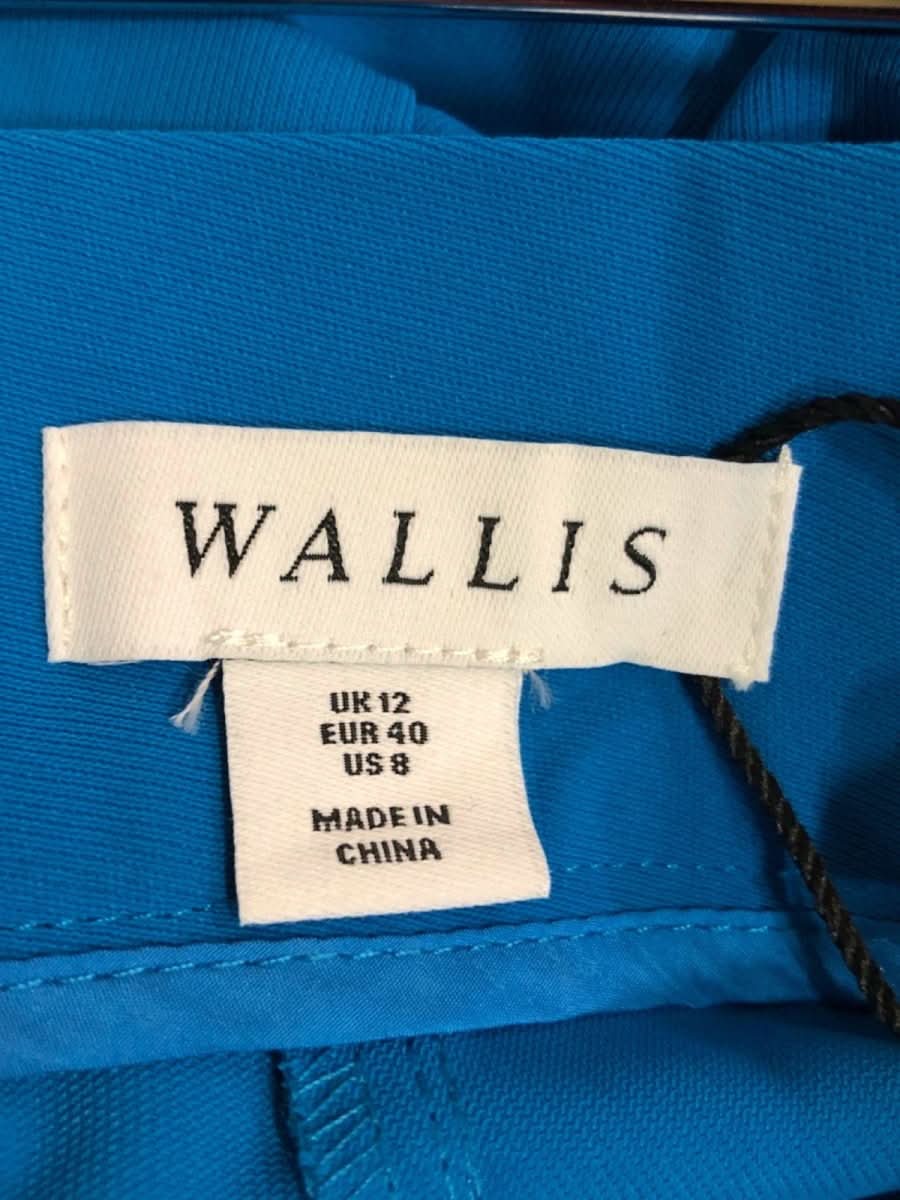 WALLIS
UK 12
EUR 40
US 8
MADE IN
CHINA